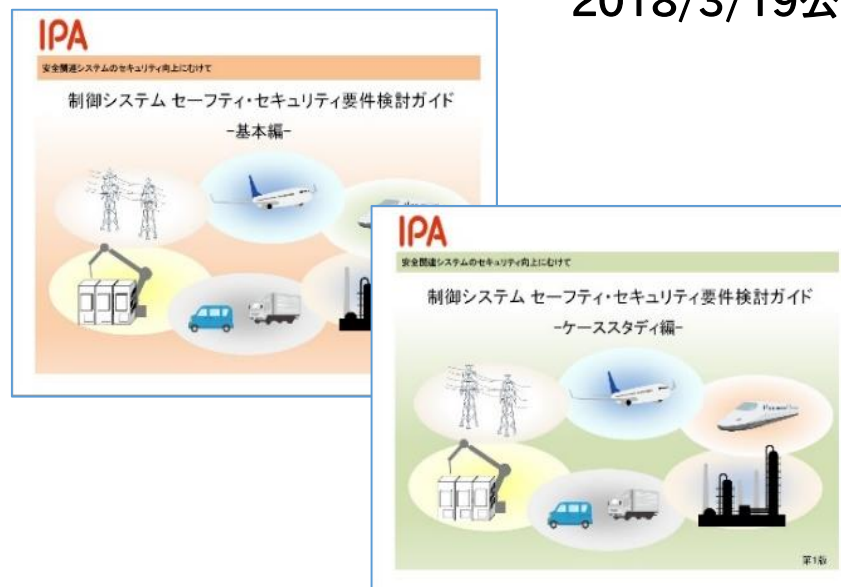 2018/3/19公
IPA
安全関連システムのセキュリティ向上にむけて
制御システム セーフティ・セキュリティ要件検討ガイド
-基本編-
IPA
安全関連システムのセキュリティ向上にむけて
制御システム セーフティ・セキュリティ要件検討ガイド
-ケーススタディ編-
第1版